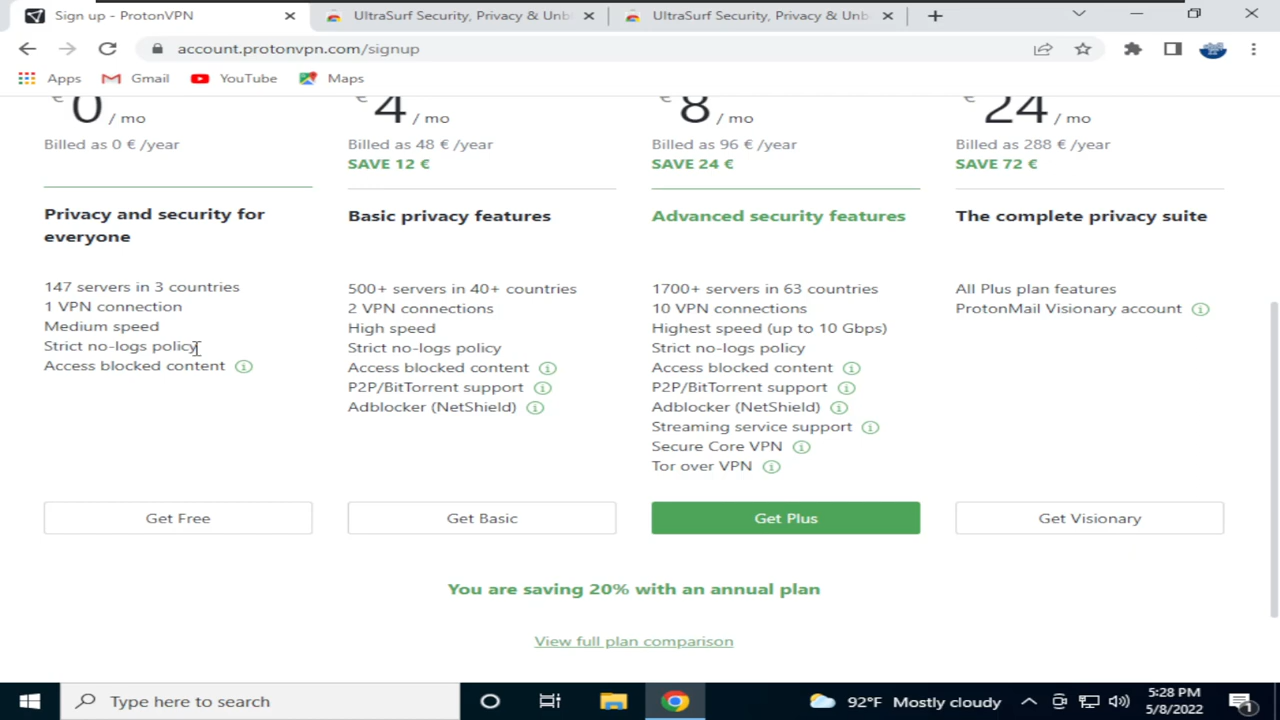 Sign up - ProtonVPN
UltraSurf Security, Privacy & Unb
UltraSurf Security, Privacy & Unb
account.protonvpn.com/signup
Apps
Gmail
YouTube
Maps
€ 0 / mo
Billed as 0 € /year
Privacy and security for
everyone
147 servers in 3 countries
1 VPN connection
Medium speed
Strict no-logs policy
Access blocked content
Get Free
€ 4 / mo
Billed as 48 € /year
SAVE 12 €
Basic privacy features
500+ servers in 40+ countries
2 VPN connections
High speed
Strict no-logs policy
Access blocked content
P2P/BitTorrent support
Adblocker (NetShield)
Get Basic
€ 8 / mo
Billed as 96 € /year
SAVE 24 €
Advanced security features
1700+ servers in 63 countries
10 VPN connections
Highest speed (up to 10 Gbps)
Strict no-logs policy
Access blocked content
P2P/BitTorrent support
Adblocker (NetShield)
Streaming service support
Secure Core VPN
Tor over VPN
Get Plus
€ 24 / mo
Billed as 288 € /year
SAVE 72 €
The complete privacy suite
All Plus plan features
ProtonMail Visionary account
Get Visionary
You are saving 20% with an annual plan
View full plan comparison
Type here to search
92°F Mostly cloudy
5:28 PM
5/8/2022
1